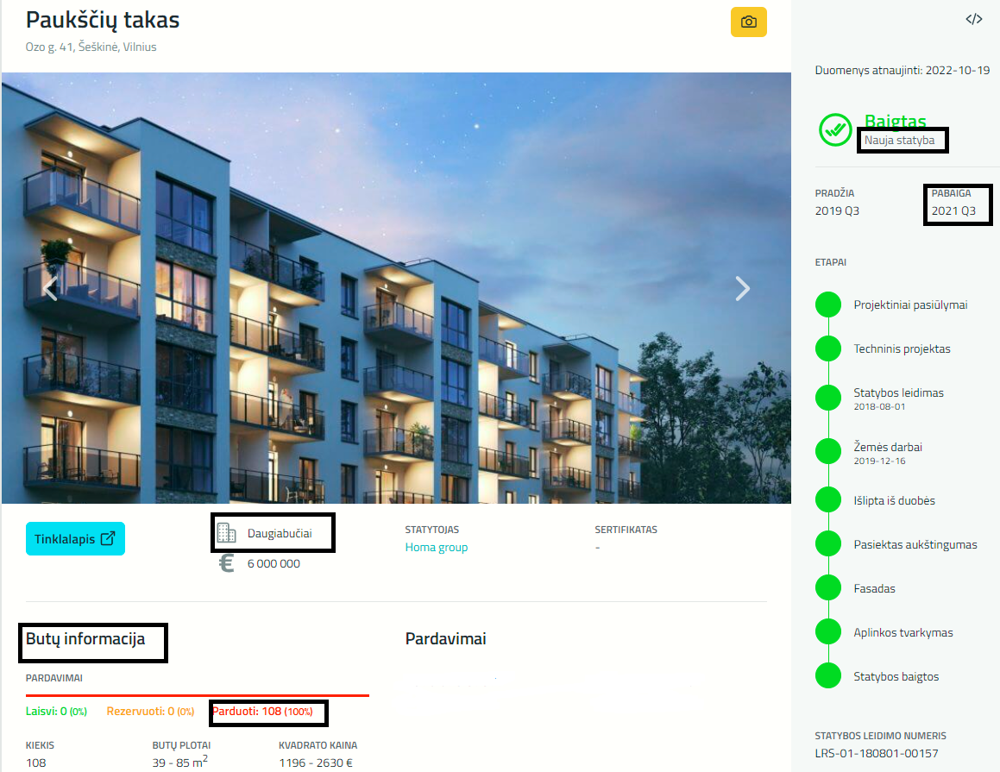 Paukščių takas
Ozo g. 41, Šeškinė, Vilnius
Tinklalapis
Daugiabučiai
€ 6 000 000
STATYTOJAS
Homa group
SERTIFIKATAS
-
Butų informacija
PARDAVIMAI
Laisvi: 0 (0%) Rezervuoti: 0 (0%) Parduoti: 108 (100%)
KIEKIS
108
BUTŲ PLOTAI
39 - 85 m²
KVADRATO KAINA
1196 - 2630 €
Pardavimai
</>
Duomenys atnaujinti: 2022-10-19
Baigtas
Nauja statyba
PRADŽIA
2019 Q3
PABAIGA
2021 Q3
ETAPAI
Projektiniai pasiūlymai
Techninis projektas
Statybos leidimas
2018-08-01
Žemės darbai
2019-12-16
Išlipta iš duobės
Pasiektas aukštingumas
Fasadas
Aplinkos tvarkymas
Statybos baigtos
STATYBOS LEIDIMO NUMERIS
LRS-01-180801-00157